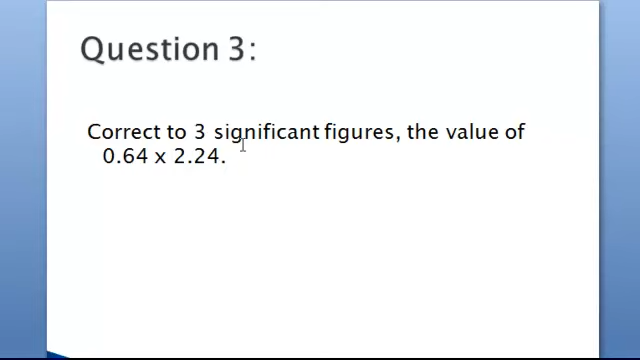 Question 3:
Correct to 3 significant figures, the value of
0.64 x 2.24.